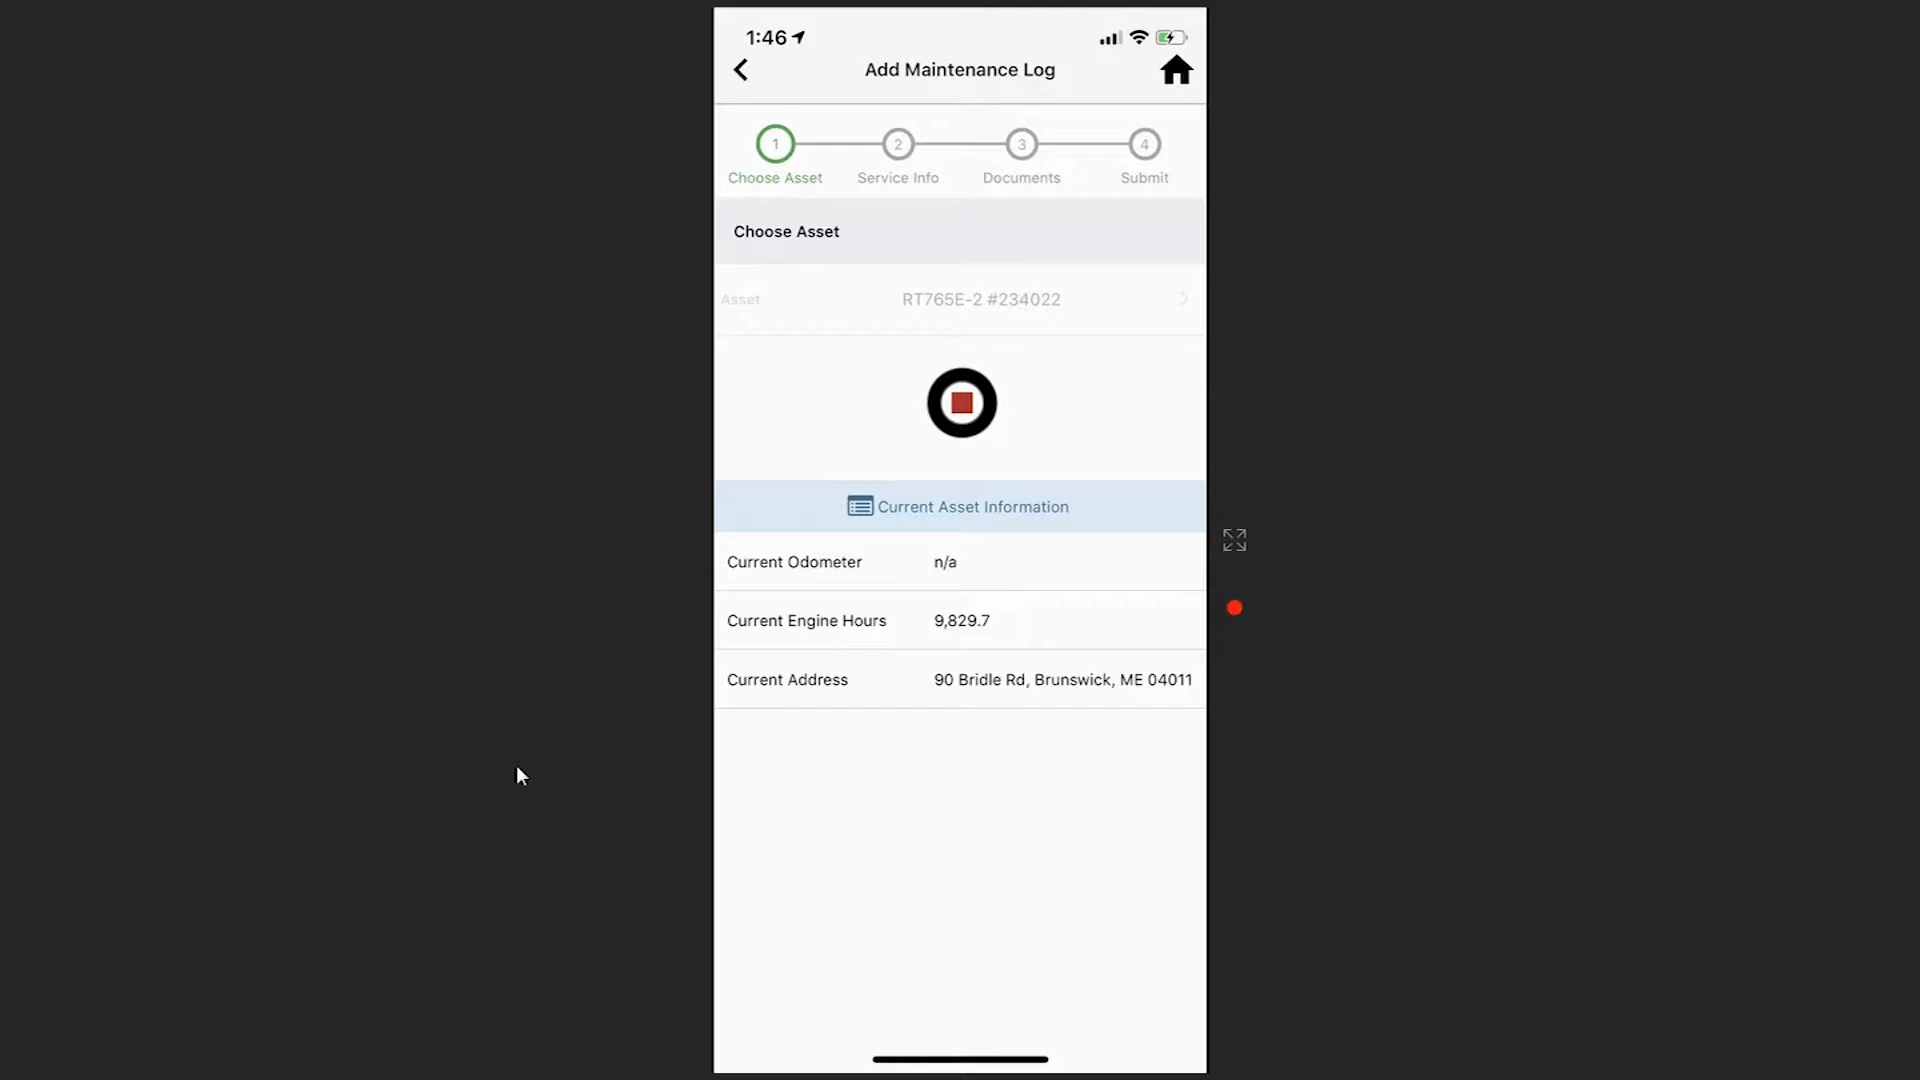 1:46
Add Maintenance Log
1
2
3
4
Choose Asset
Service Info
Documents
Submit
Choose Asset
Asset
RT765E-2 #234022
Current Asset Information
Current Odometer
n/a
Current Engine Hours
9,829.7
Current Address
90 Bridle Rd, Brunswick, ME 04011